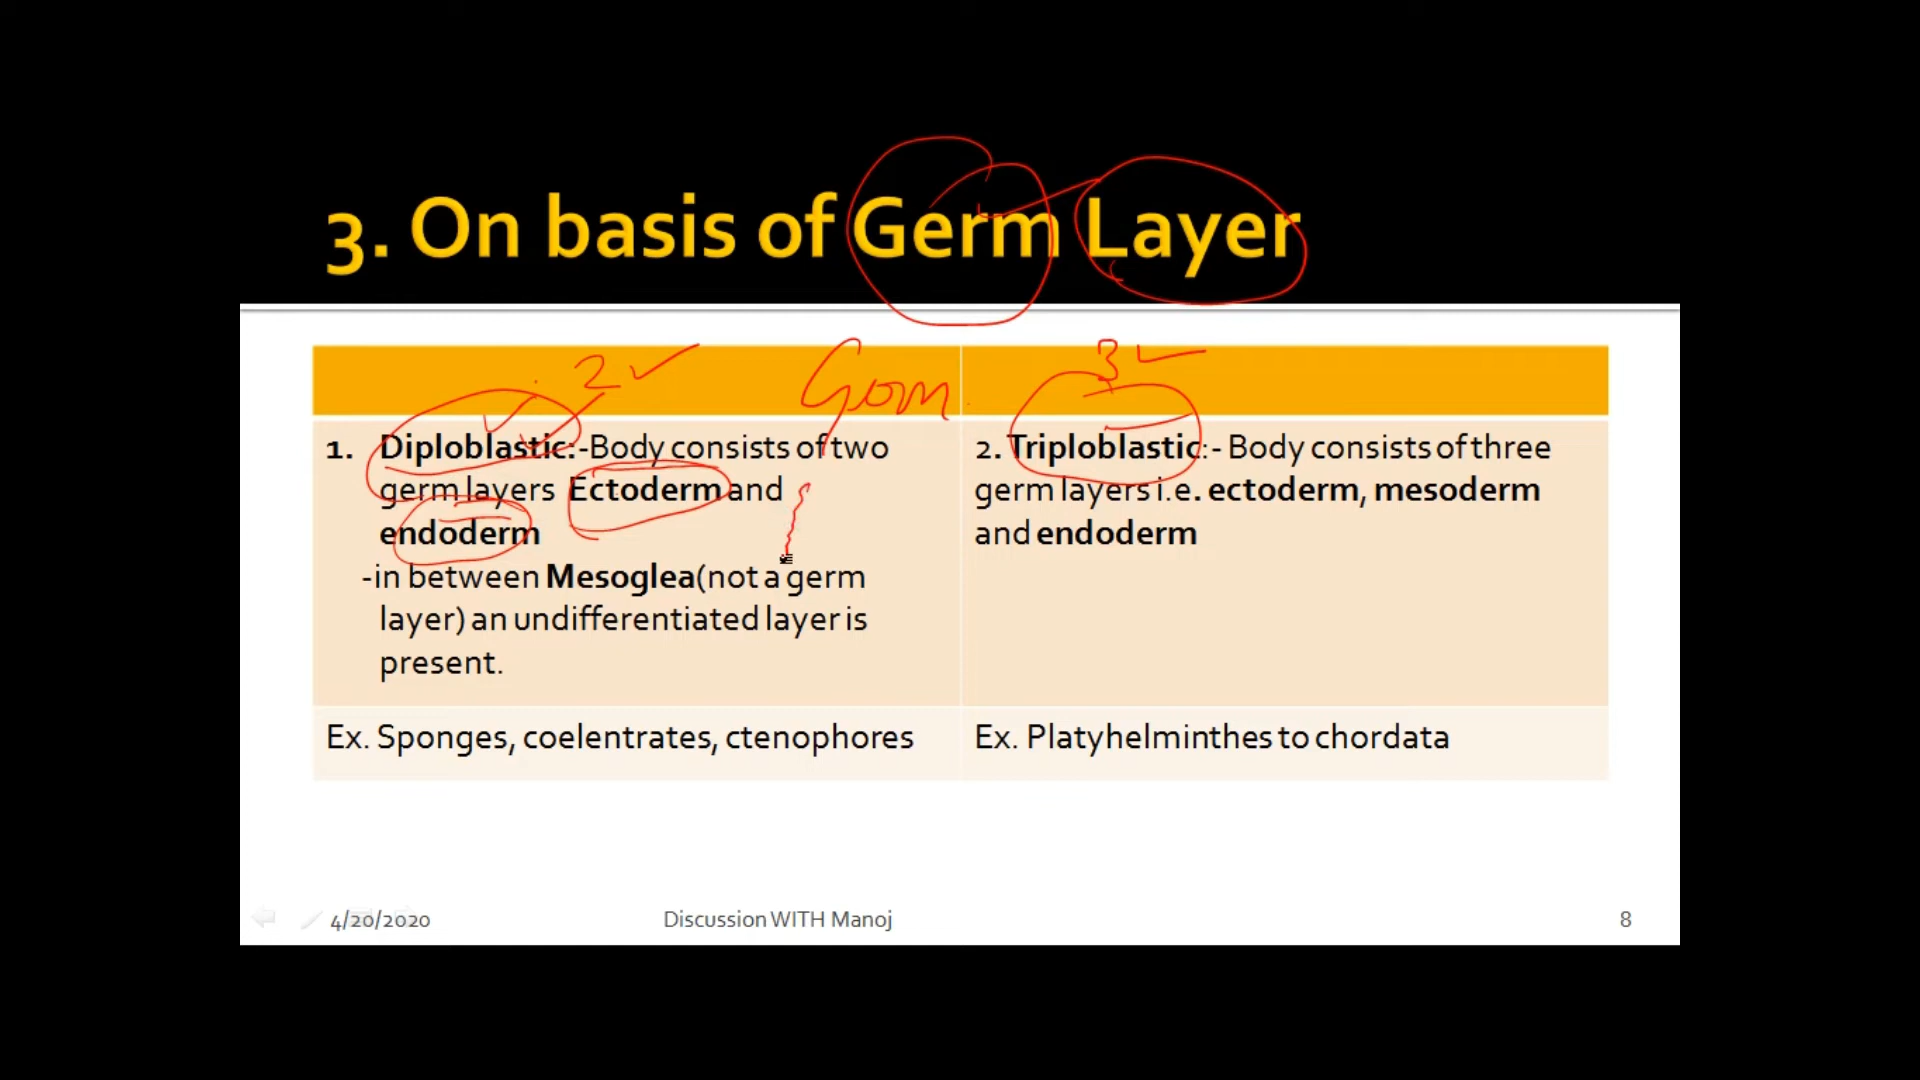 3. On basis of Germ Layer
2
3
1. Diploblastic:-Body consists of two
germ layers Ectoderm and
endoderm
-in between Mesoglea(not a germ
layer) an undifferentiated layer is
present.
2. Triploblastic:- Body consists of three
germ layers i.e. ectoderm, mesoderm
and endoderm
Ex. Sponges, coelentrates, ctenophores
Ex. Platyhelminthes to chordata
4/20/2020
Discussion WITH Manoj
8